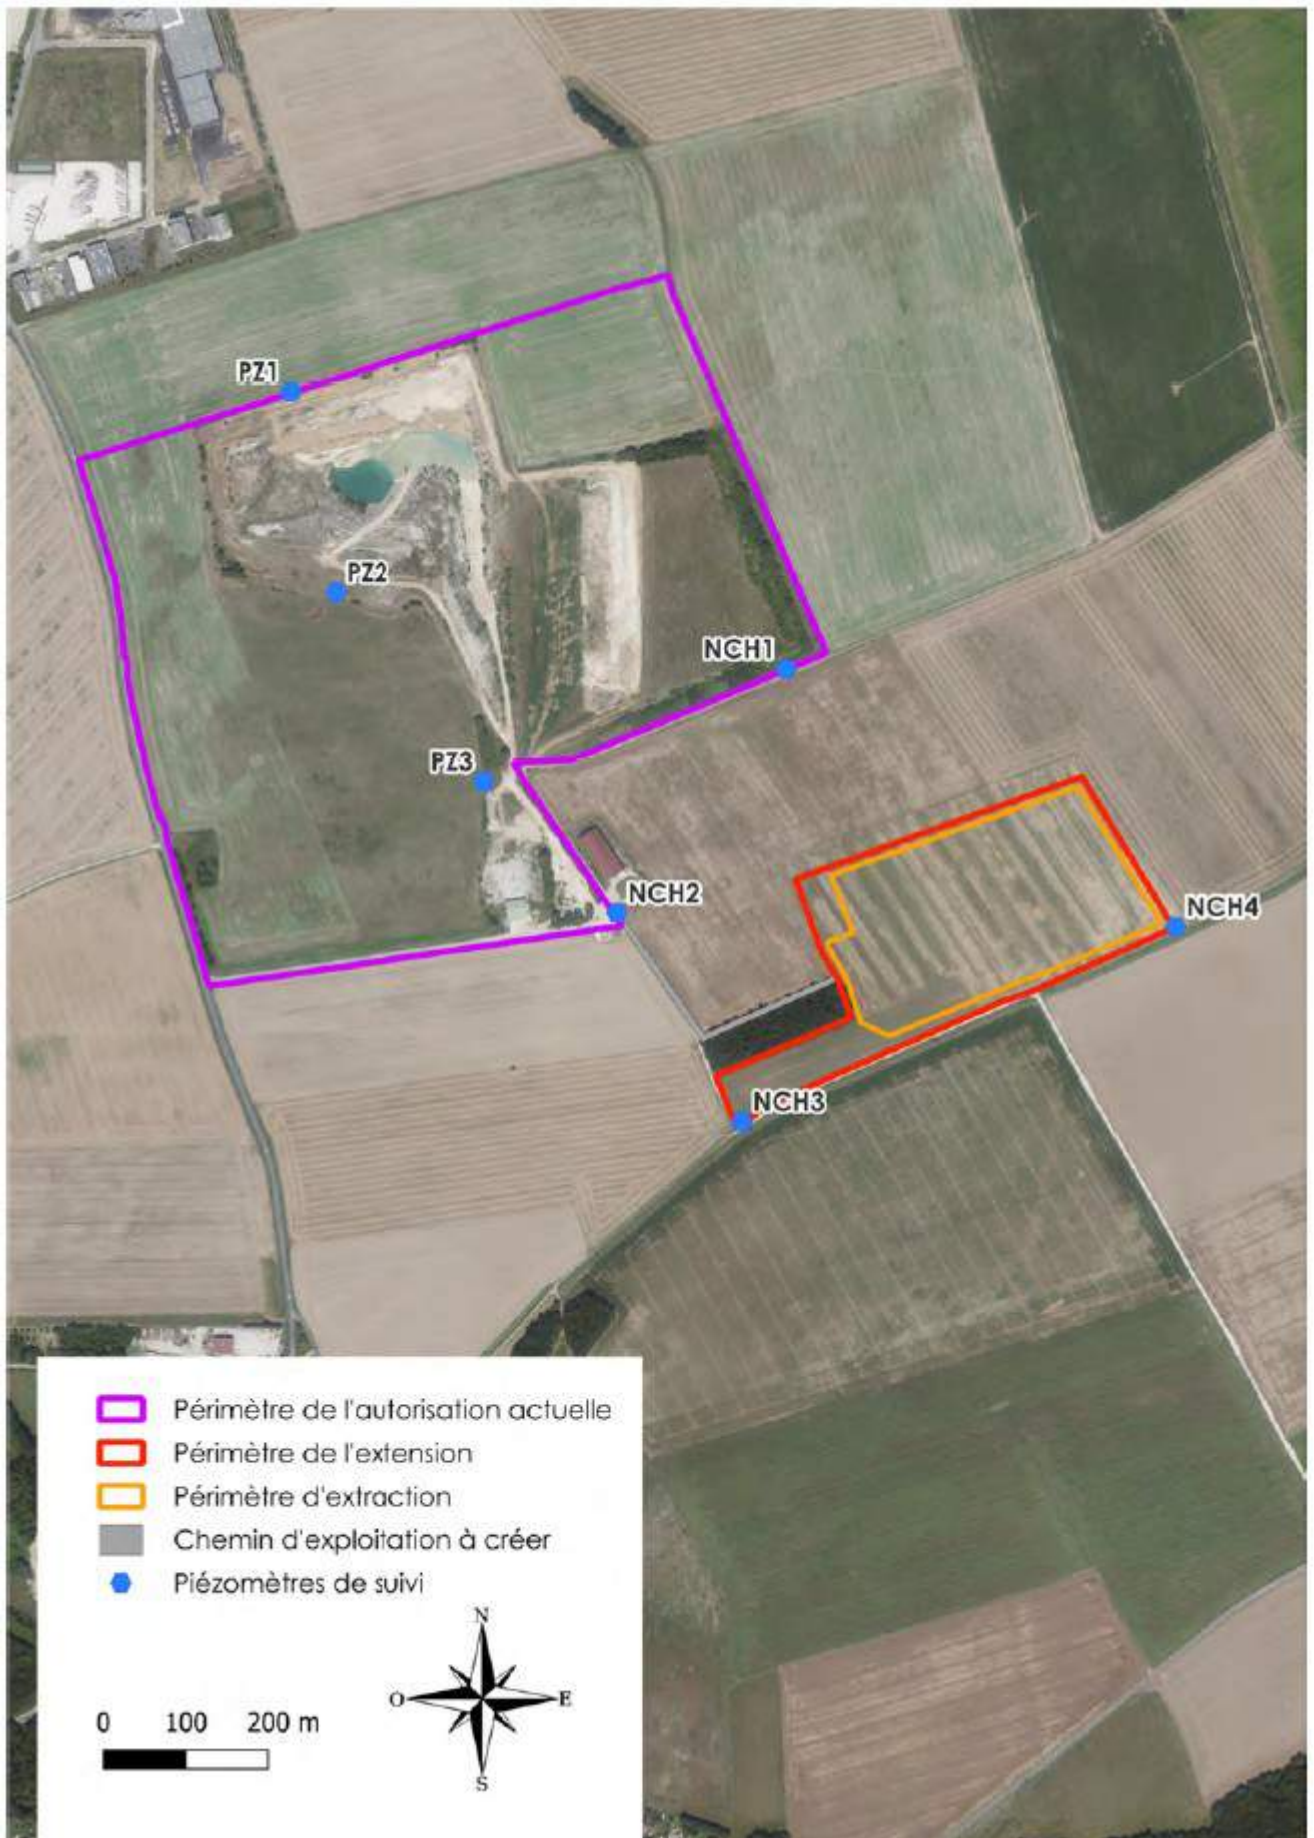 PZ1
PZ2
NCH1
PZ3
NCH2
NCH4
NCH3
Périmètre de l'autorisation actuelle
Périmètre de l'extension
Périmètre d'extraction
Chemin d'exploitation à créer
Piézomètres de suivi
N
O E
S
0 100 200 m